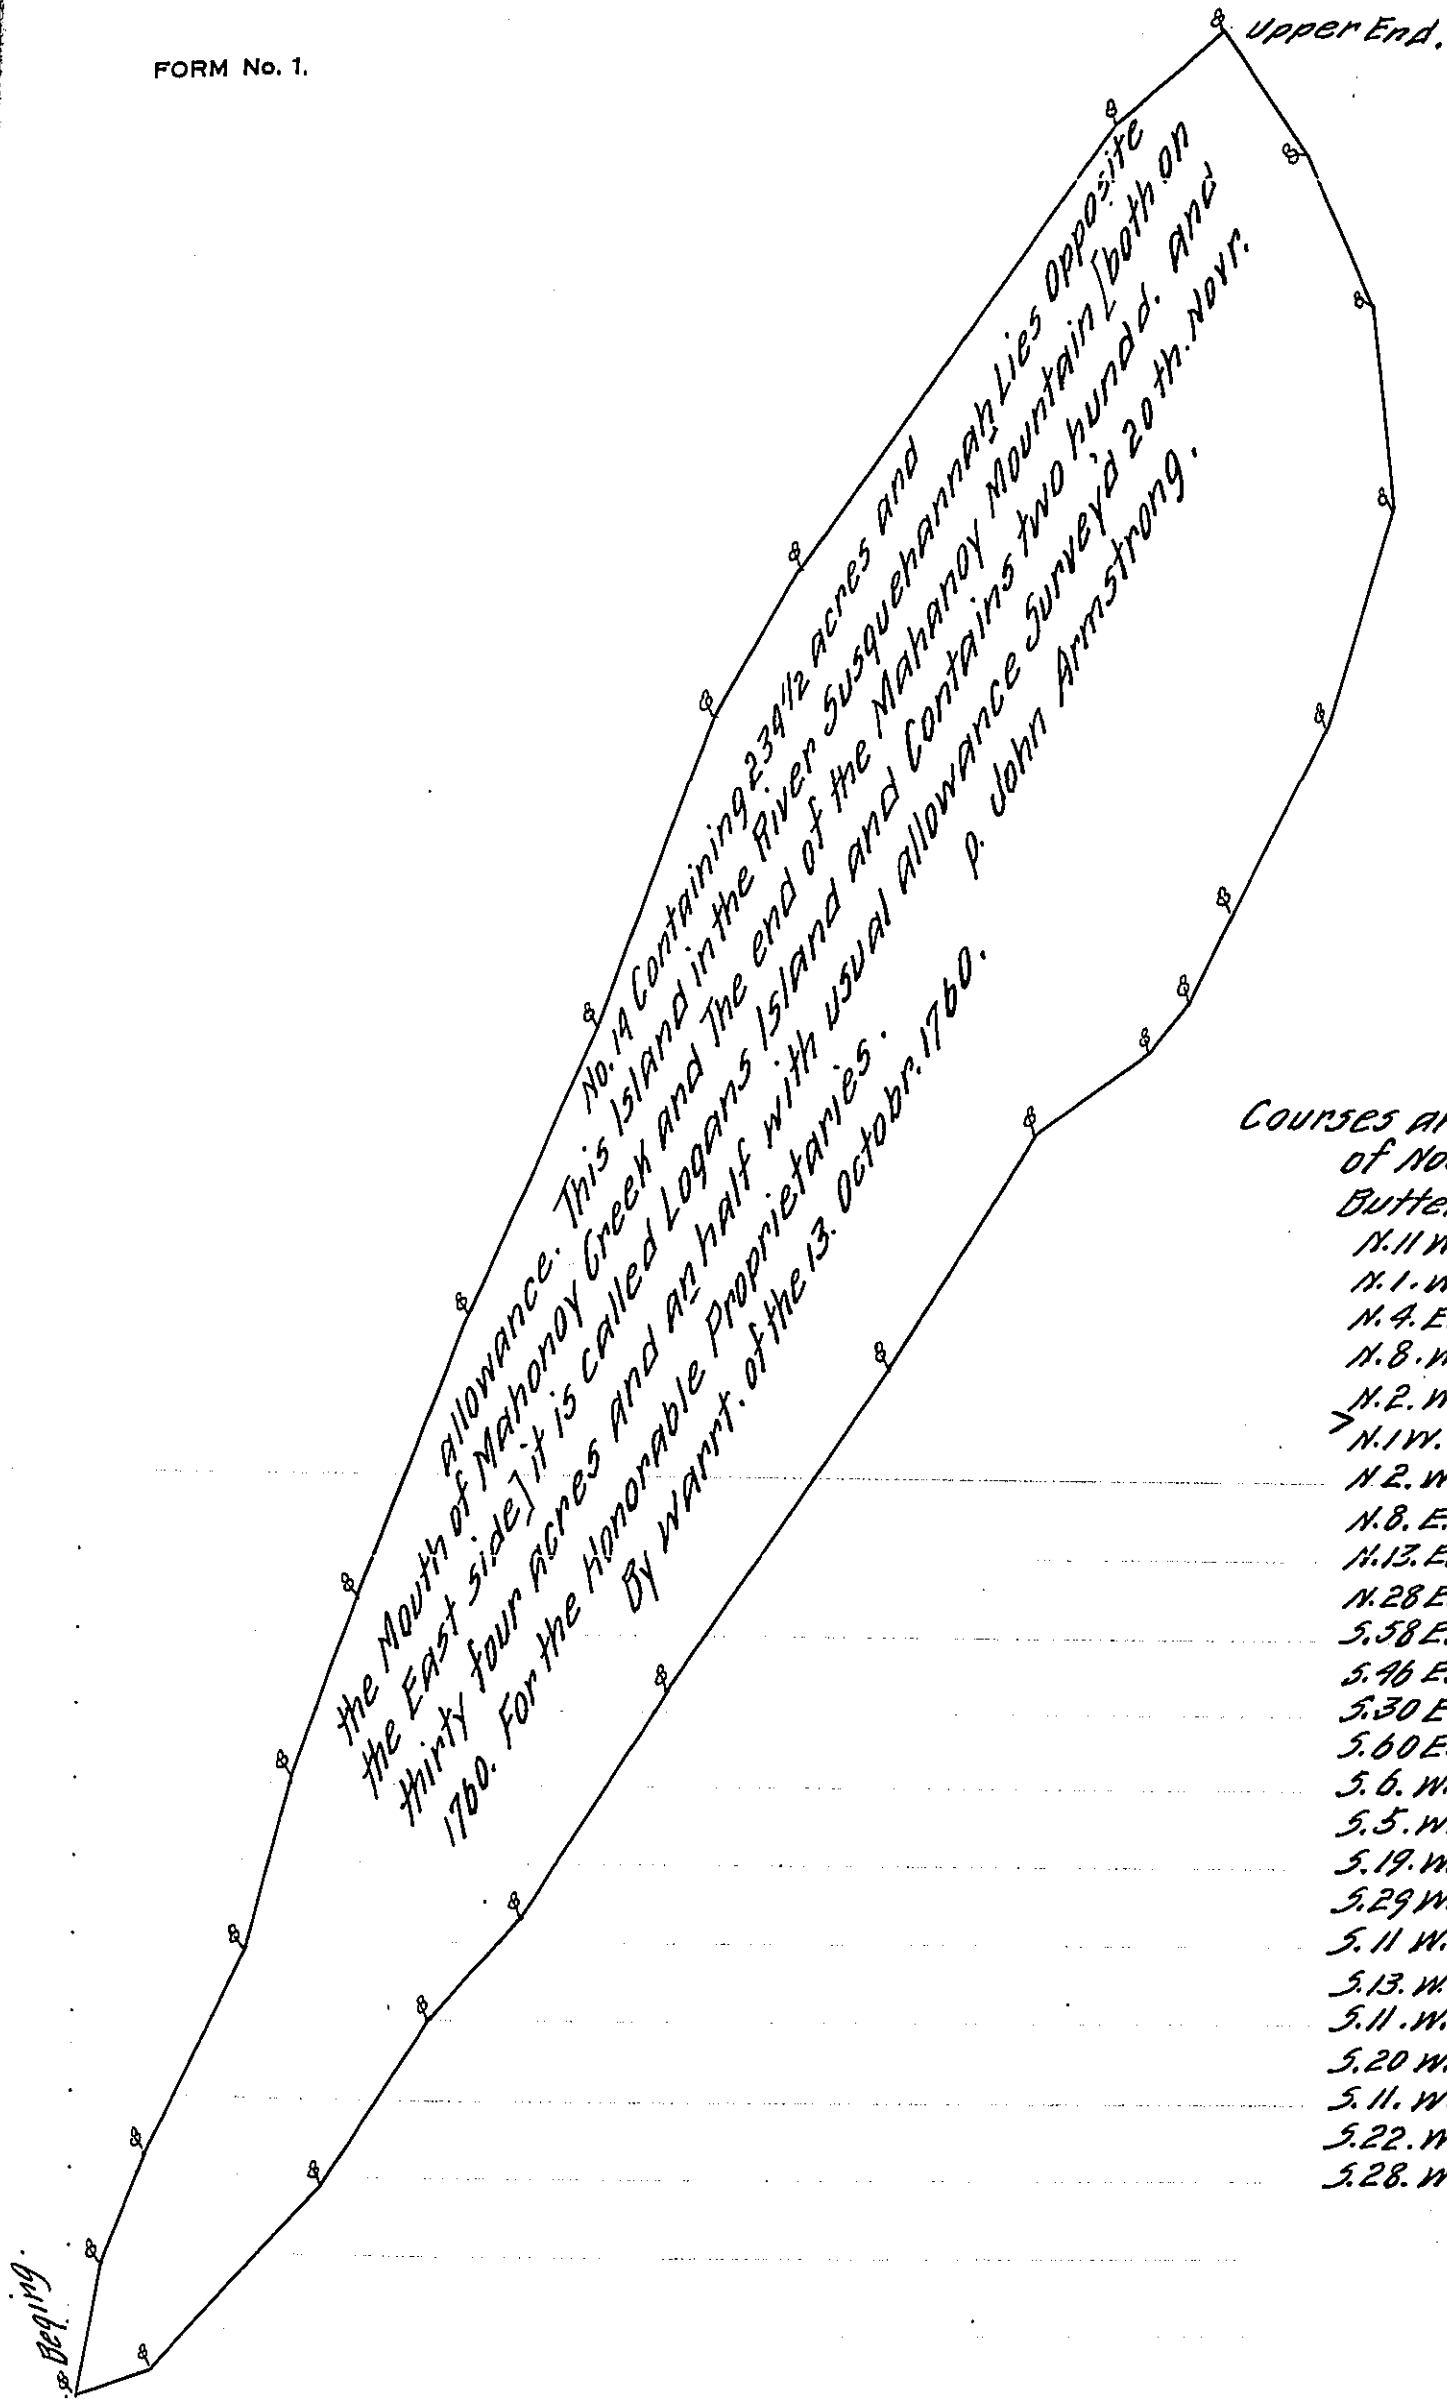 FORM No. 1.
Upper End.
No. 14 Containing 234 1/2 acres and
allowance. This Island in the River Susquehannah Lies Opposite
the Mouth of Mahonoy Creek and The end of the Mahanoy Mountain [both on
the East side] it is called Logans Island and Contains two hundd. and
thirty four acres and an half with usual allowance Survey'd 20th. Novr.
1760. For the Honorable Proprietaries. p. John Armstrong.
By Warrt. of the 13. Octobr. 1760.
Beging.
Courses
of No.
N. 11 W
N. 1. W
N. 4. E.
N. 8. W
N. 2. W
> N. 1 W.
N 2. W
N. 8. E.
N. 13. E
N. 28 E
S. 58 E
S. 46 E
S. 30 E
S. 60 E
S. 6. W.
S. 5. W
S. 19. W
S. 29 W
S. 11 W.
S. 13. W.
S. 11. W.
S. 20 W.
S. 11. W
S. 22. W
S. 28. W